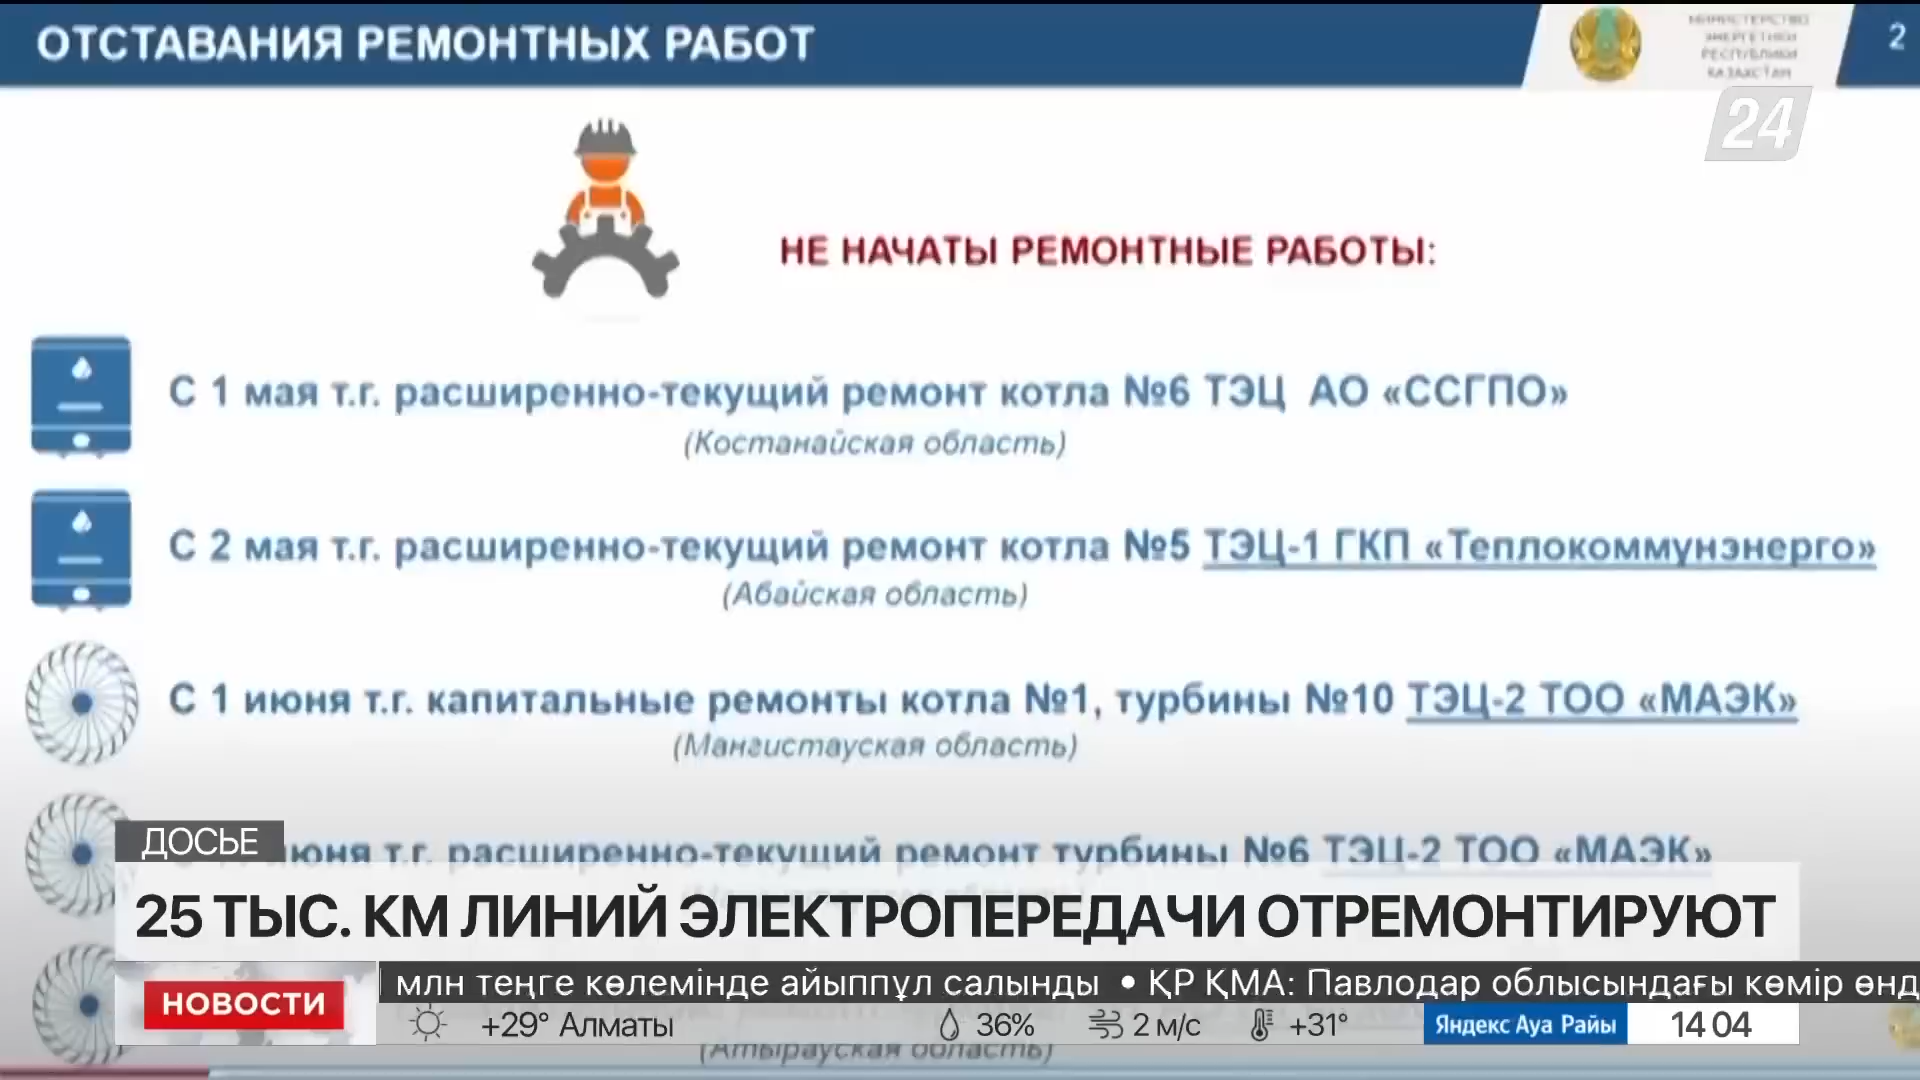 ОТСТАВАНИЯ РЕМОНТНЫХ РАБОТ
МИНИСТЕРСТВО
ЭНЕРГЕТИКИ
РЕСПУБЛИКИ
КАЗАХСТАН
2
24
НЕ НАЧАТЫ РЕМОНТНЫЕ РАБОТЫ:
С 1 мая т.г. расширенно-текущий ремонт котла №6 ТЭЦ АО «ССГПО»
(Костанайская область)
С 2 мая т.г. расширенно-текущий ремонт котла №5 ТЭЦ-1 ГКП «Теплокоммунэнерго»
(Абайская область)
С 1 июня т.г. капитальные ремонты котла №1, турбины №10 ТЭЦ-2 ТОО «МАЭК»
(Мангистауская область)
июня т.г. расширенно-текущий ремонт турбины №6 ТЭЦ-2 ТОО «МАЭК»
ДОСЬЕ
25 ТЫС. КМ ЛИНИЙ ЭЛЕКТРОПЕРЕДАЧИ ОТРЕМОНТИРУЮТ
НОВОСТИ
млн теңге көлемінде айыппұл салынды • ҚР ҚМА: Павлодар облысындағы көмір өнд
+29° Алматы 36% 2 м/с +31° Яндекс Ауа Райы 14 04
(Атырауская область)